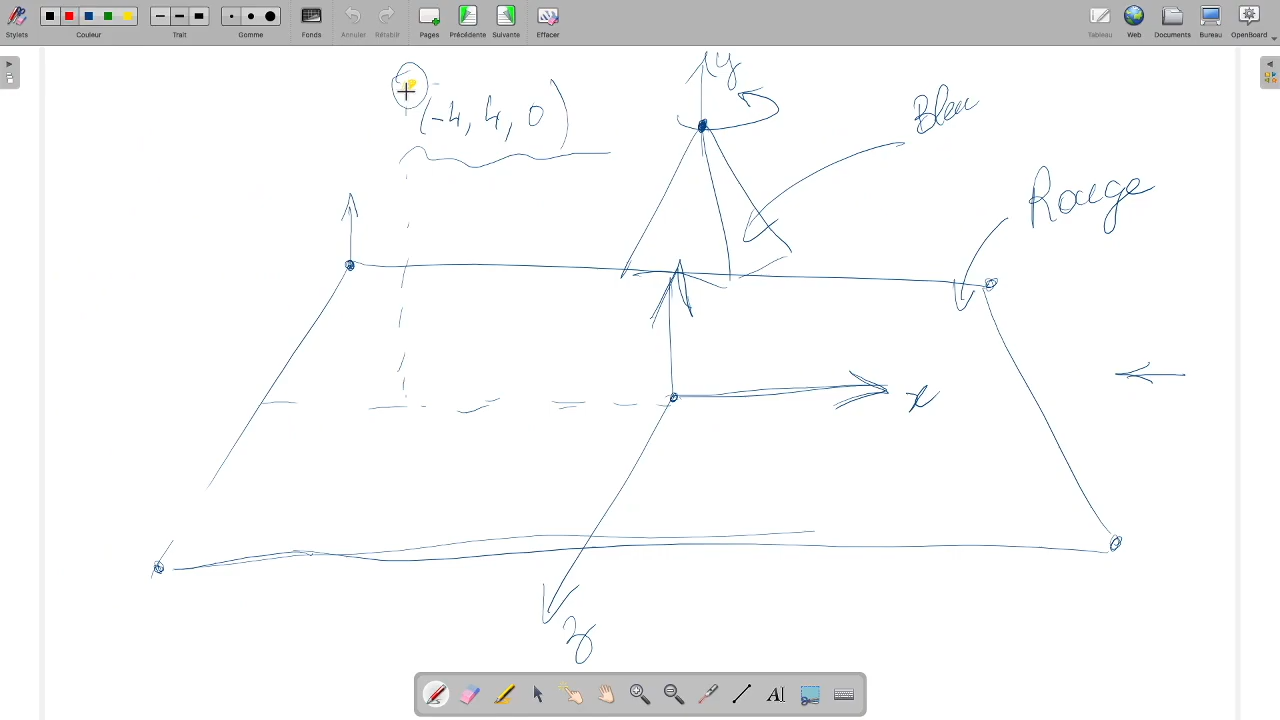 Stylets
Couleur
Trait
Gomme
Fonds
Annuler
Rétablir
Pages
Précédente
Suivante
Effacer
Tableau
Web
Documents
Bureau
OpenBoard
y
(-4, 4, 0)
Bleu
Rouge
x
z
AI